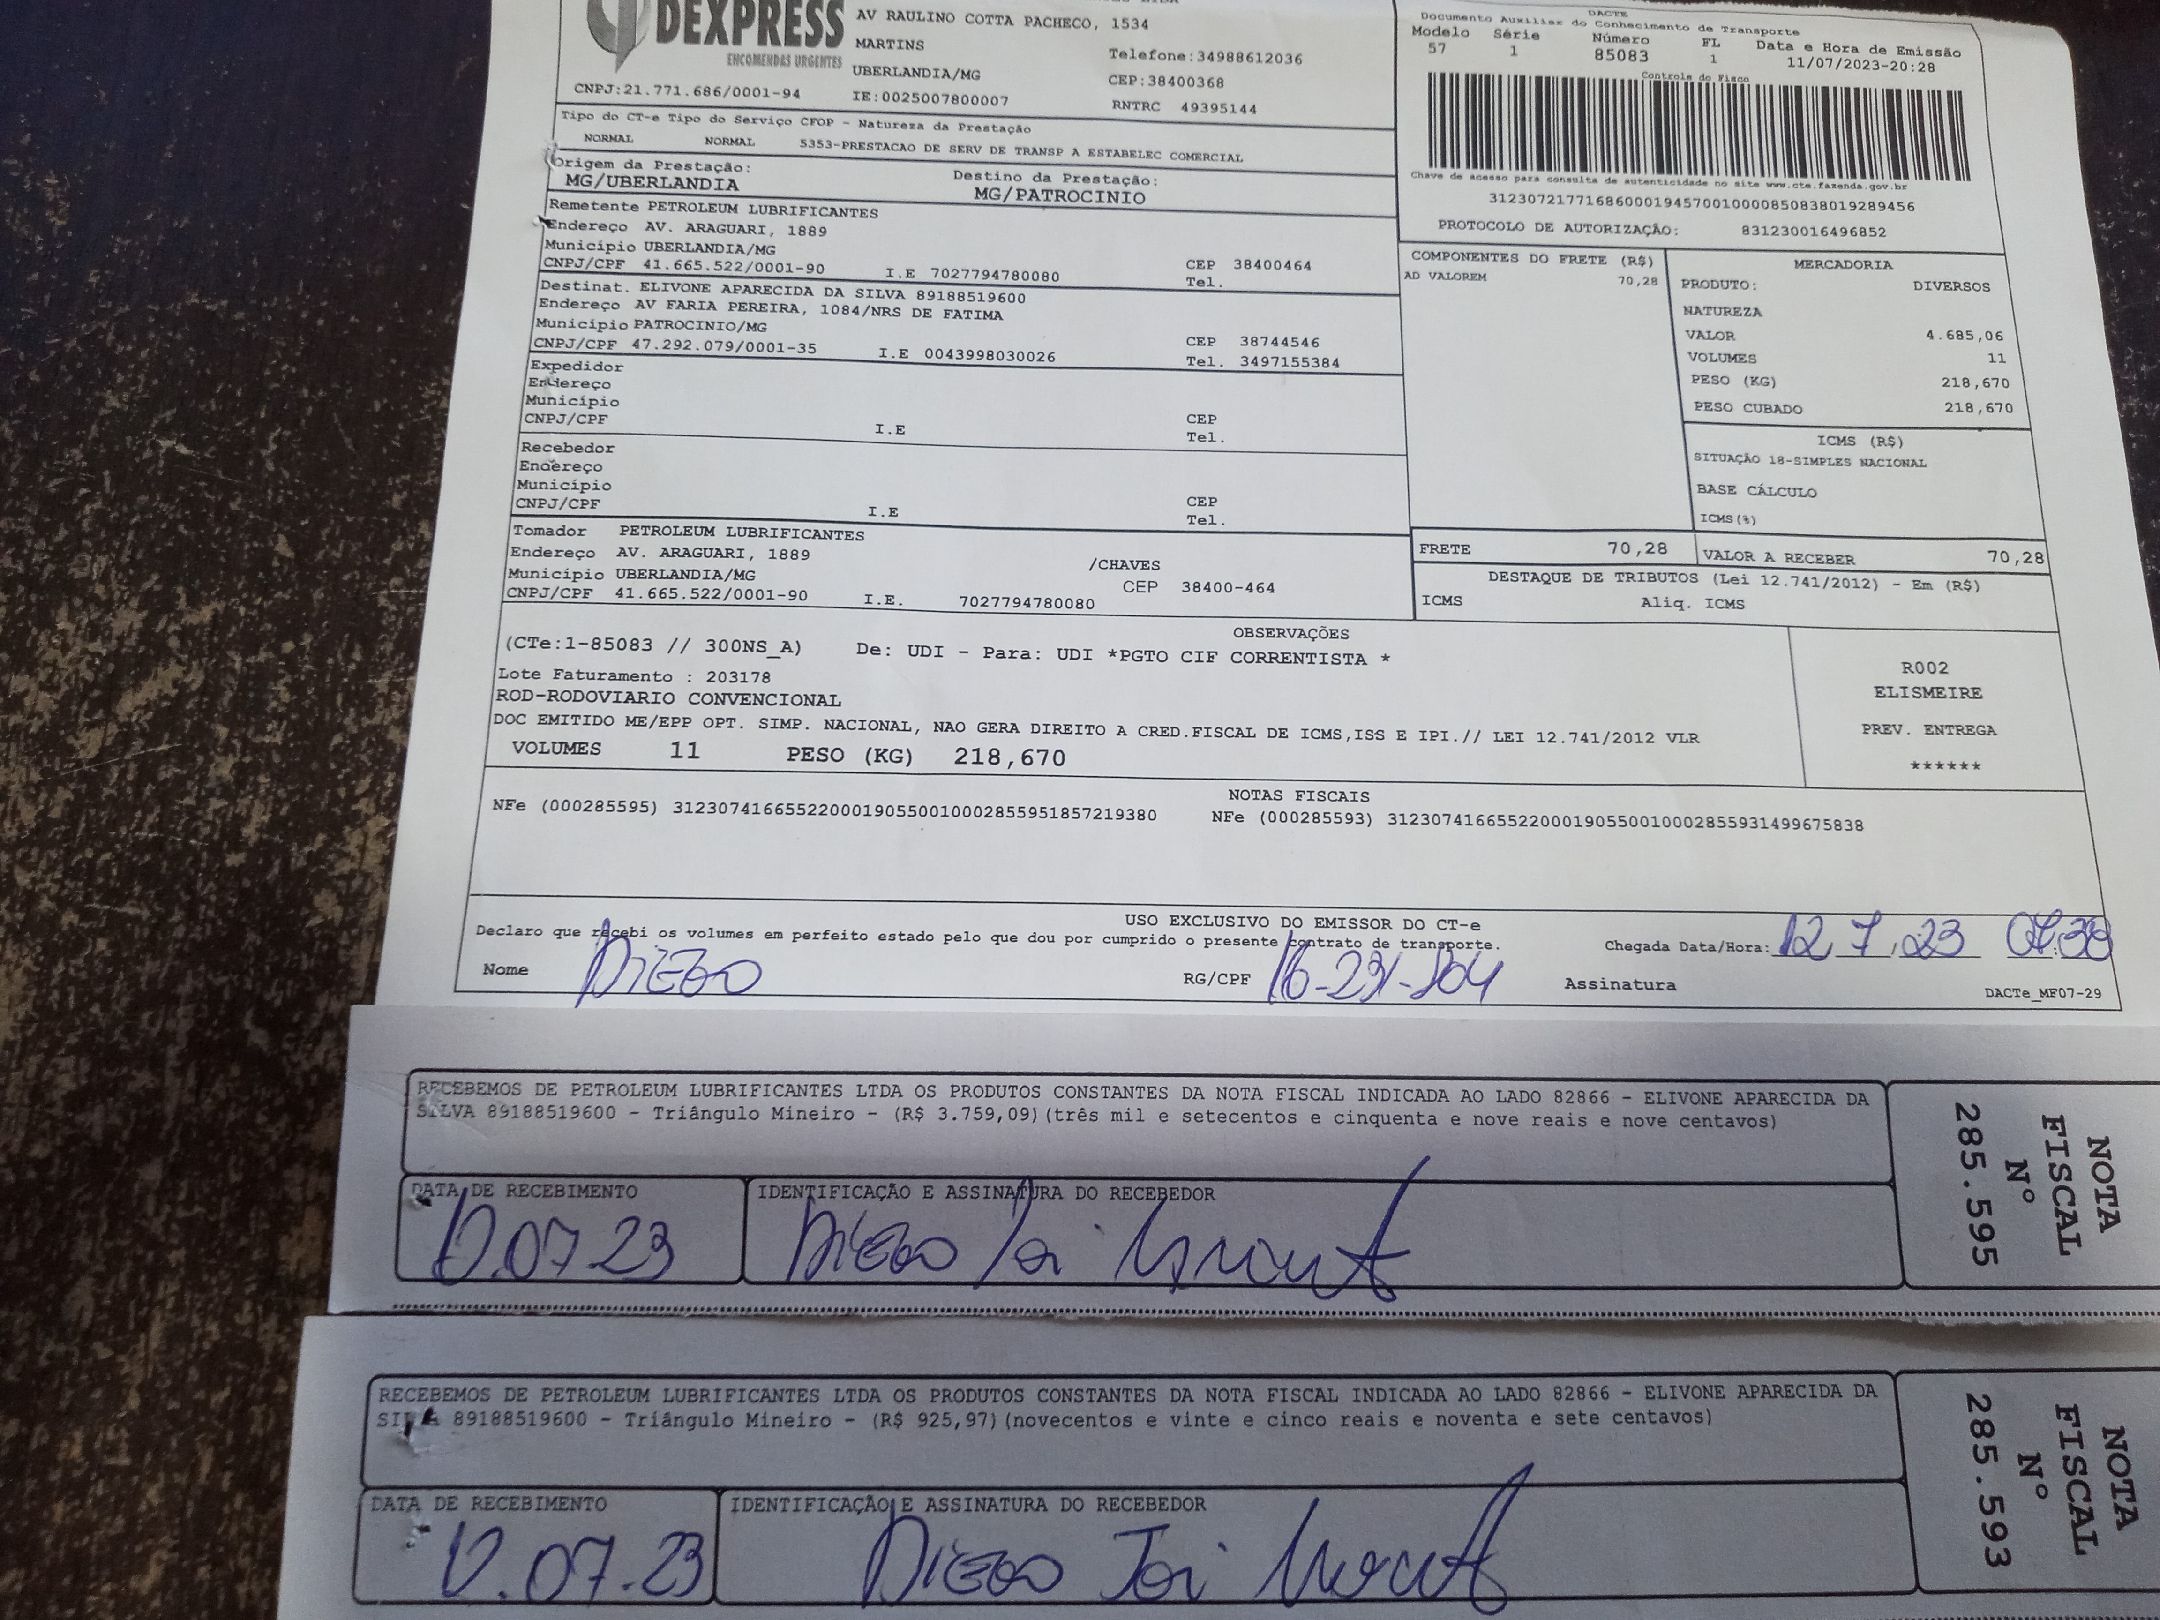 DEXPRESS
ENCOMENDAS URGENTES
CNPJ:21.771.686/0001-94
AV RAULINO COTTA PACHECO, 1534
MARTINS
Telefone:34988612036
UBERLANDIA/MG
CEP:38400368
IE:0025007800007
RNTRC 49395144
DACTE
Documento Auxiliar do Conhecimento de Transporte
Modelo Série Número FL Data e Hora de Emissão
57 1 85083 1 11/07/2023-20:28
Controle do Fisco
Chave de acesso para consulta de autenticidade no site www.cte.fazenda.gov.br
31230721771686000194570010000850838019289456
PROTOCOLO DE AUTORIZAÇÃO: 831230016496852
Tipo do CT-e Tipo do Serviço CFOP - Natureza da Prestação
NORMAL NORMAL 5353-PRESTACAO DE SERV DE TRANSP A ESTABELEC COMERCIAL
Origem da Prestação: Destino da Prestação:
MG/UBERLANDIA MG/PATROCINIO
Remetente PETROLEUM LUBRIFICANTES
Endereço AV. ARAGUARI, 1889
Município UBERLANDIA/MG CEP 38400464
CNPJ/CPF 41.665.522/0001-90 I.E 7027794780080 Tel.
Destinat. ELIVONE APARECIDA DA SILVA 89188519600
Endereço AV FARIA PEREIRA, 1084/NRS DE FATIMA
Município PATROCINIO/MG CEP 38744546
CNPJ/CPF 47.292.079/0001-35 I.E 0043998030026 Tel. 3497155384
Expedidor
Endereço
Município CEP
CNPJ/CPF I.E Tel.
Recebedor
Endereço
Município CEP
CNPJ/CPF I.E Tel.
Tomador PETROLEUM LUBRIFICANTES
Endereço AV. ARAGUARI, 1889 /CHAVES
Município UBERLANDIA/MG CEP 38400-464
CNPJ/CPF 41.665.522/0001-90 I.E. 7027794780080
COMPONENTES DO FRETE (R$)
AD VALOREM 70,28
MERCADORIA
PRODUTO: DIVERSOS
NATUREZA
VALOR 4.685,06
VOLUMES 11
PESO (KG) 218,670
PESO CUBADO 218,670
ICMS (R$)
SITUAÇÃO 18-SIMPLES NACIONAL
BASE CÁLCULO
ICMS(%)
FRETE 70,28 VALOR A RECEBER 70,28
DESTAQUE DE TRIBUTOS (Lei 12.741/2012) - Em (R$)
ICMS Aliq. ICMS
OBSERVAÇÕES
(CTe:1-85083 // 300NS_A) De: UDI - Para: UDI *PGTO CIF CORRENTISTA *
Lote Faturamento : 203178
ROD-RODOVIARIO CONVENCIONAL
DOC EMITIDO ME/EPP OPT. SIMP. NACIONAL, NAO GERA DIREITO A CRED.FISCAL DE ICMS,ISS E IPI.// LEI 12.741/2012 VLR
VOLUMES 11 PESO (KG) 218,670
R002
ELISMEIRE
PREV. ENTREGA
******
NOTAS FISCAIS
NFe (000285595) 31230741665522000190550010002855951857219380 NFe (000285593) 31230741665522000190550010002855931499675838
USO EXCLUSIVO DO EMISSOR DO CT-e
Declaro que recebi os volumes em perfeito estado pelo que dou por cumprido o presente contrato de transporte.
Chegada Data/Hora: 12 7 23 07:38
Nome DIEGO RG/CPF Assinatura
DACTe_MF07-29
RECEBEMOS DE PETROLEUM LUBRIFICANTES LTDA OS PRODUTOS CONSTANTES DA NOTA FISCAL INDICADA AO LADO 82866 - ELIVONE APARECIDA DA
SILVA 89188519600 - Triângulo Mineiro - (R$ 3.759,09)(três mil e setecentos e cinquenta e nove reais e nove centavos)
DATA DE RECEBIMENTO
12.07.23
IDENTIFICAÇÃO E ASSINATURA DO RECEBEDOR
DIEGO
NOTA
FISCAL
Nº
285.595
RECEBEMOS DE PETROLEUM LUBRIFICANTES LTDA OS PRODUTOS CONSTANTES DA NOTA FISCAL INDICADA AO LADO 82866 - ELIVONE APARECIDA DA
SILVA 89188519600 - Triângulo Mineiro - (R$ 925,97)(novecentos e vinte e cinco reais e noventa e sete centavos)
DATA DE RECEBIMENTO
12.07.23
IDENTIFICAÇÃO E ASSINATURA DO RECEBEDOR
DIEGO
NOTA
FISCAL
Nº
285.593